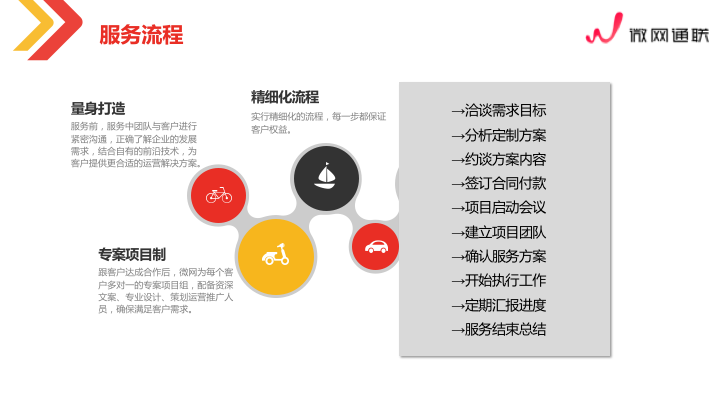 服务流程
微网通联
量身打造
服务前，服务中团队与客户进行
紧密沟通，正确了解企业的发展
需求，结合自有的前沿技术，为
客户提供更合适的运营解决方案。
精细化流程
实行精细化的流程，每一步都保证
客户权益。
专案项目制
跟客户达成合作后，微网为每个客
户多对一的专案项目组，配备资深
文案、专业设计、策划运营推广人
员，确保满足客户需求。
→洽谈需求目标
→分析定制方案
→约谈方案内容
→签订合同付款
→项目启动会议
→建立项目团队
→确认服务方案
→开始执行工作
→定期汇报进度
→服务结束总结